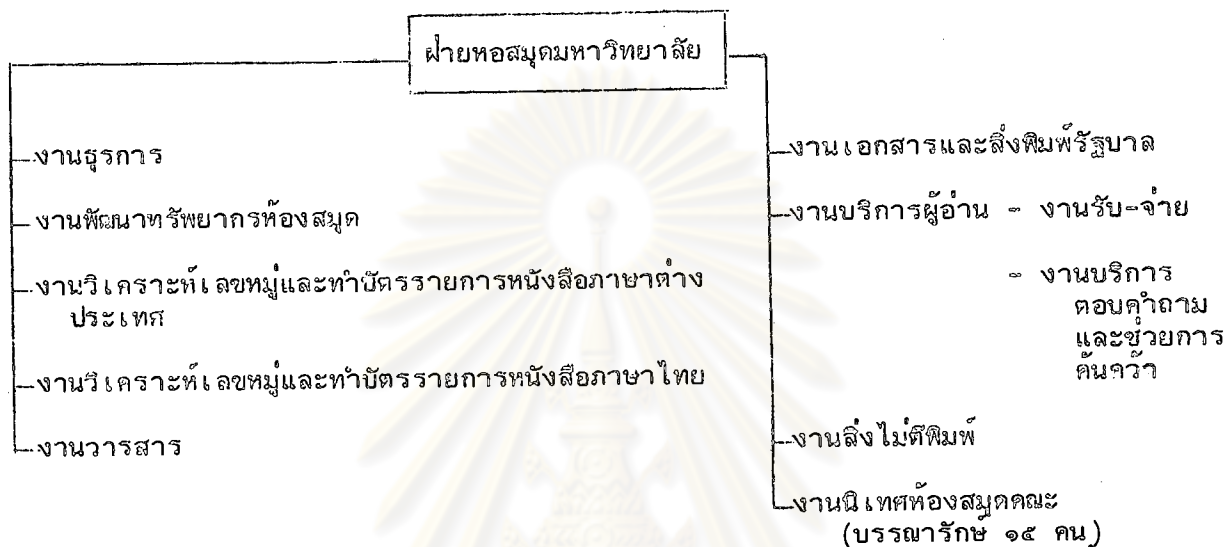 ฝ่ายหอสมุดมหาวิทยาลัย
งานธุรการ
งานพัฒนาทรัพยากรห้องสมุด
งานวิเคราะห์เลขหมู่และทำบัตรรายการหนังสือภาษาต่าง
ประเทศ
งานวิเคราะห์เลขหมู่และทำบัตรรายการหนังสือภาษาไทย
งานวารสาร
งานเอกสารและสิ่งพิมพ์รัฐบาล
งานบริการผู้อ่าน - งานรับ-จ่าย
- งานบริการ
ตอบคำถาม
และช่วยการ
ค้นคว้า
งานสิ่งไม่ตีพิมพ์
งานนิเทศห้องสมุดคณะ
(บรรณารักษ์ ๑๕ คน)